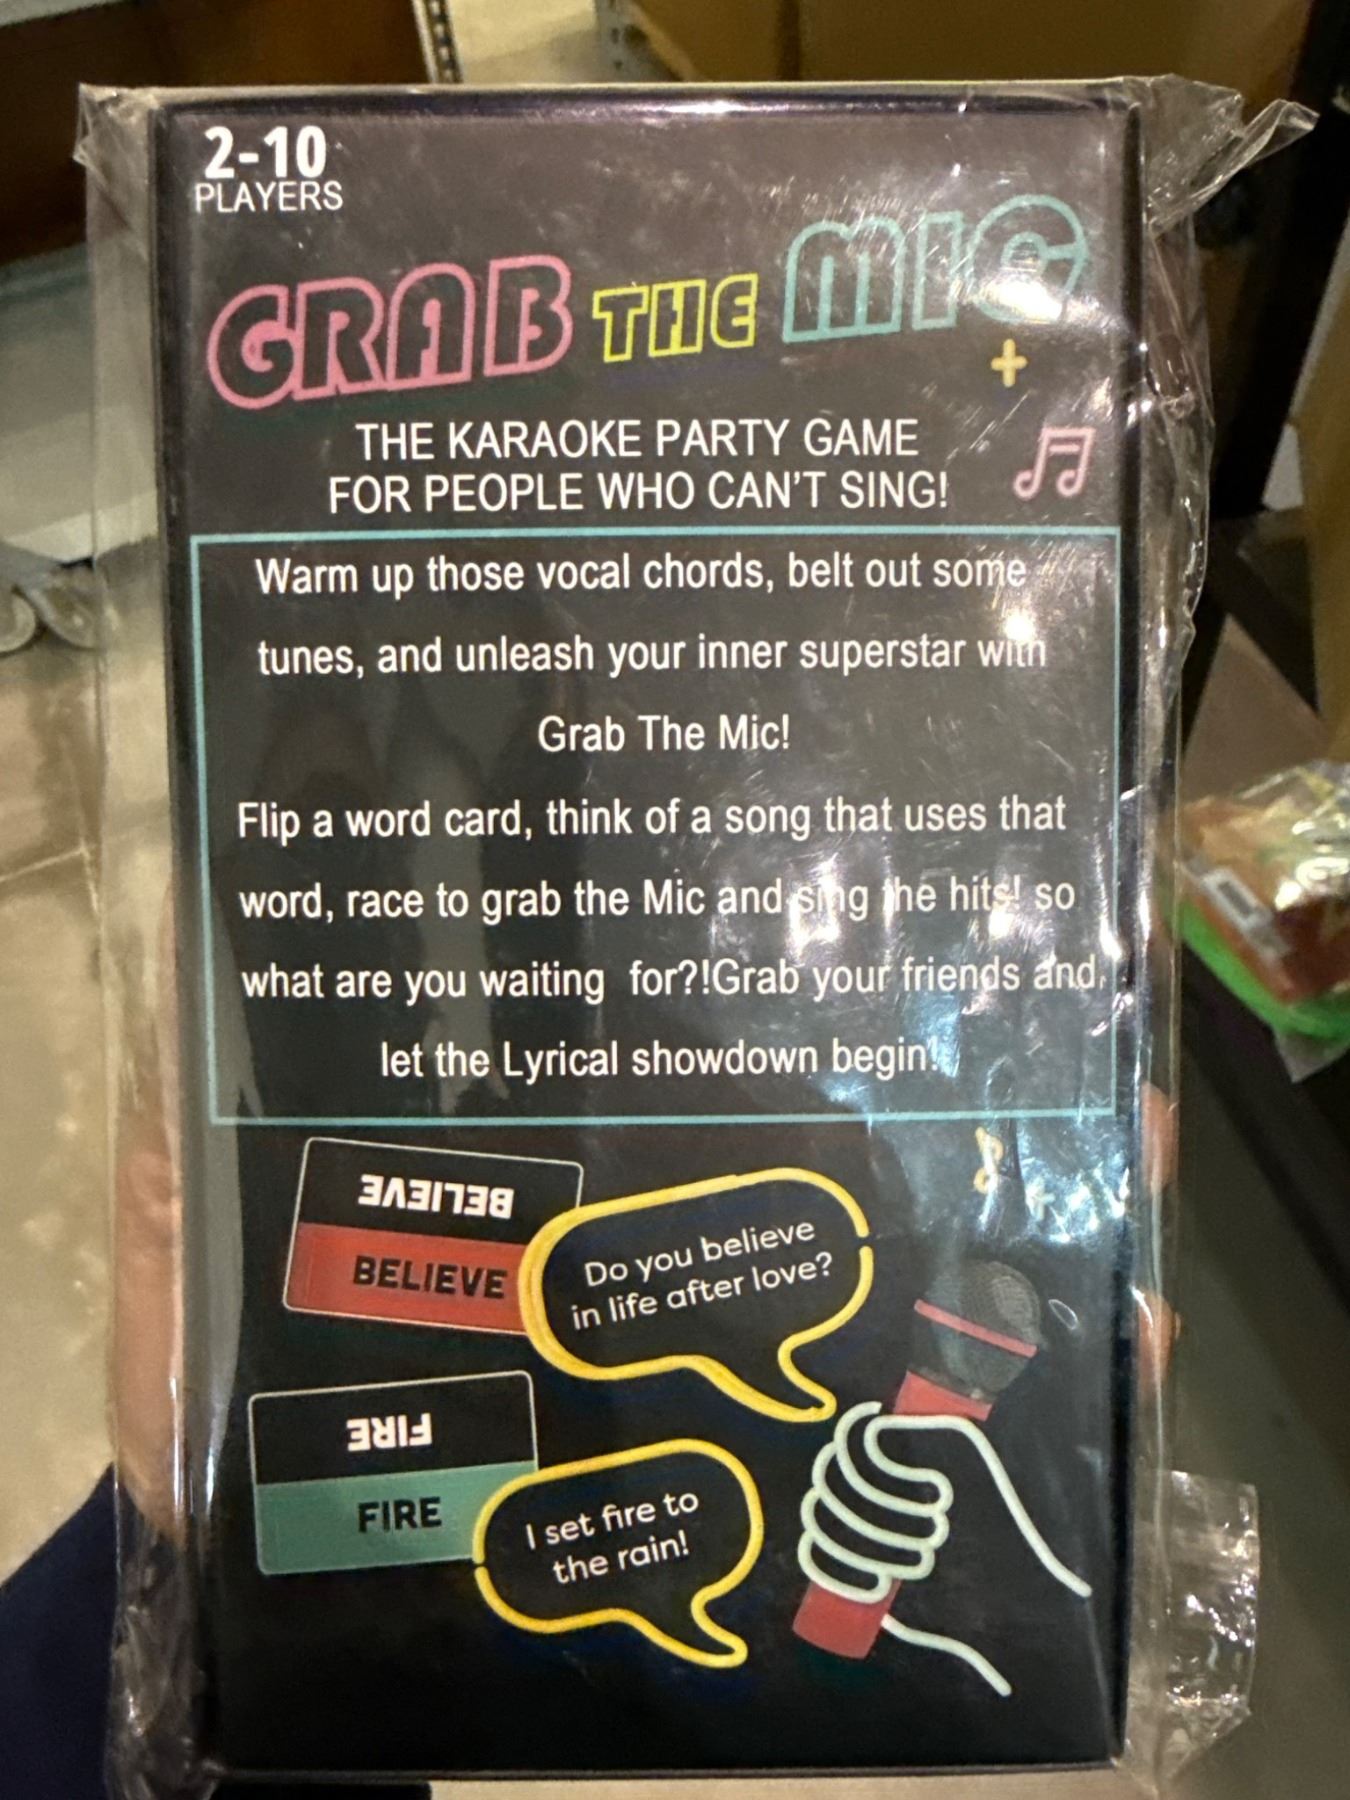 2-10
PLAYERS
GRAB THE MIC
THE KARAOKE PARTY GAME
FOR PEOPLE WHO CAN'T SING!
Warm up those vocal chords, belt out some
tunes, and unleash your inner superstar with
Grab The Mic!
Flip a word card, think of a song that uses that
word, race to grab the Mic and sing the hits! so
what are you waiting  for?!Grab your friends and
let the Lyrical showdown begin!
BELIEVE
BELIEVE
Do you believe
in life after love?
FIRE
FIRE
I set fire to
the rain!